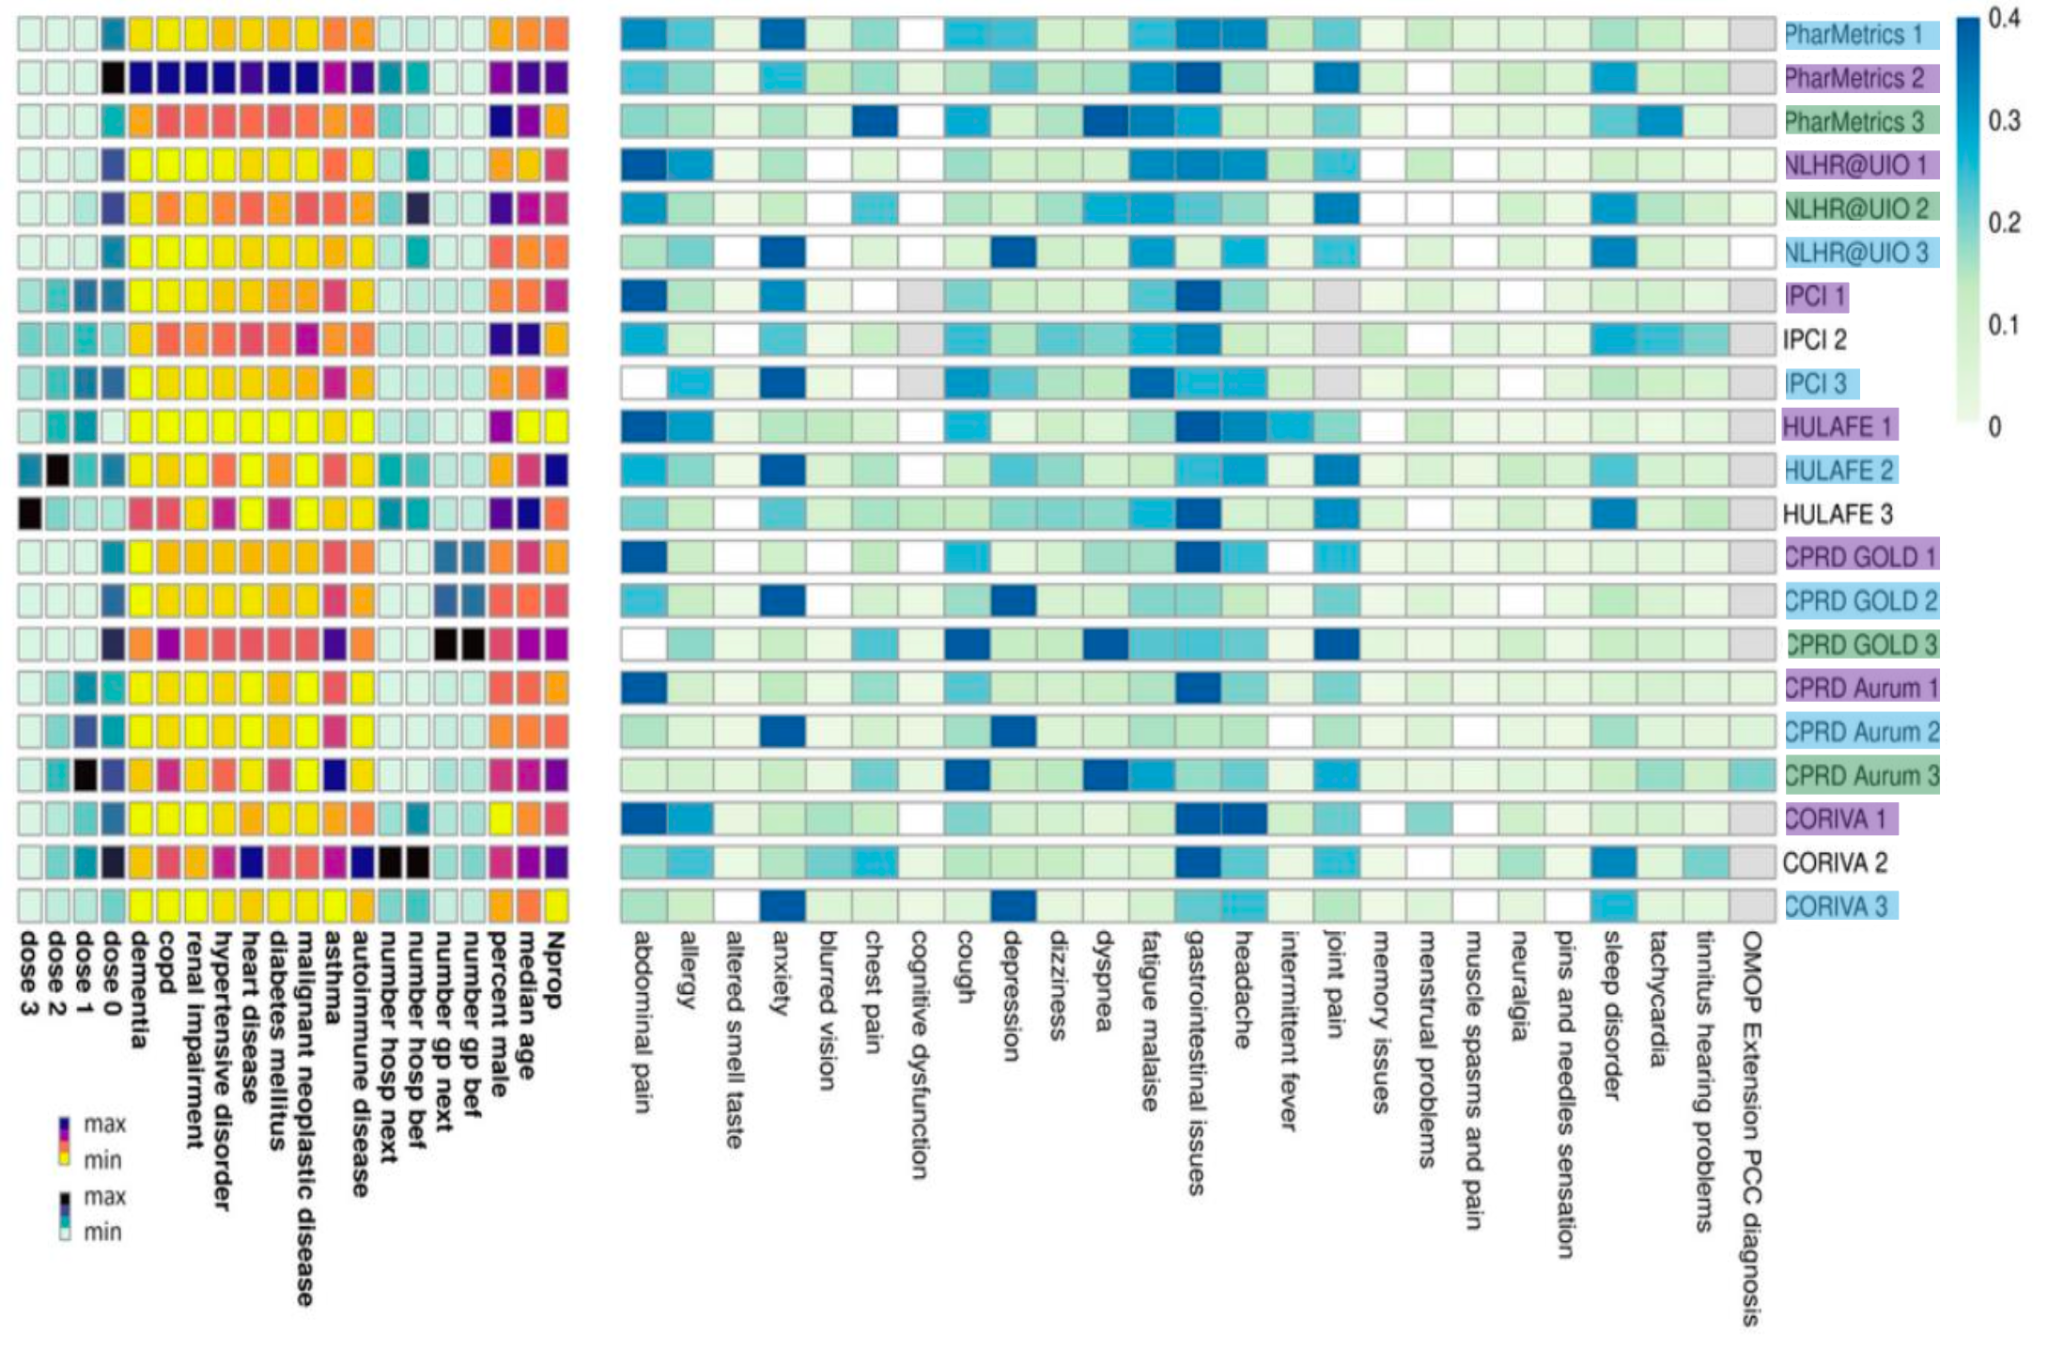 PharMetrics 1
PharMetrics 2
PharMetrics 3
NLHR@UIO 1
NLHR@UIO 2
NLHR@UIO 3
IPCI 1
IPCI 2
IPCI 3
HULAFE 1
HULAFE 2
HULAFE 3
CPRD GOLD 1
CPRD GOLD 2
CPRD GOLD 3
CPRD Aurum 1
CPRD Aurum 2
CPRD Aurum 3
CORIVA 1
CORIVA 2
CORIVA 3
0.4
0.3
0.2
0.1
0
dose 3
dose 2
dose 1
dose 0
dementia
copd
renal impairment
hypertensive disorder
heart disease
diabetes mellitus
malignant neoplastic disease
asthma
autoimmune disease
number hosp next
number hosp bef
number gp next
number gp bef
percent male
median age
Nprop
abdominal pain
allergy
altered smell taste
anxiety
blurred vision
chest pain
cognitive dysfunction
cough
depression
dizziness
dyspnea
fatigue malaise
gastrointestinal issues
headache
intermittent fever
joint pain
memory issues
menstrual problems
muscle spasms and pain
neuralgia
pins and needles sensation
sleep disorder
tachycardia
tinnitus hearing problems
OMOP Extension PCC diagnosis
max
min
max
min